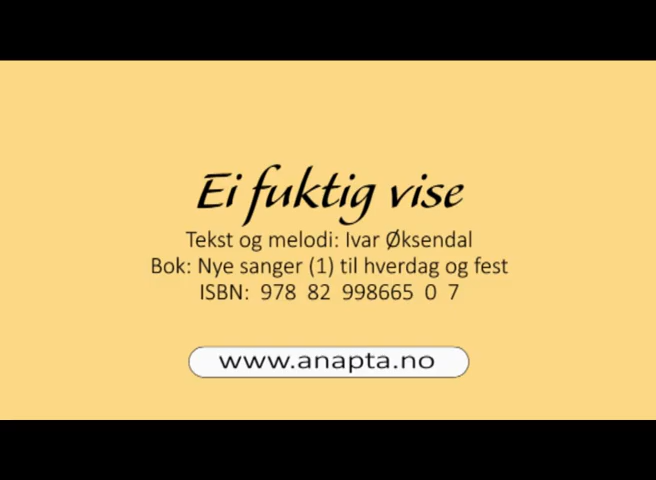 Ei fuktig vise
Tekst og melodi: Ivar Øksendal
Bok: Nye sanger (1) til hverdag og fest
ISBN: 978 82 998665 0 7
www.anapta.no